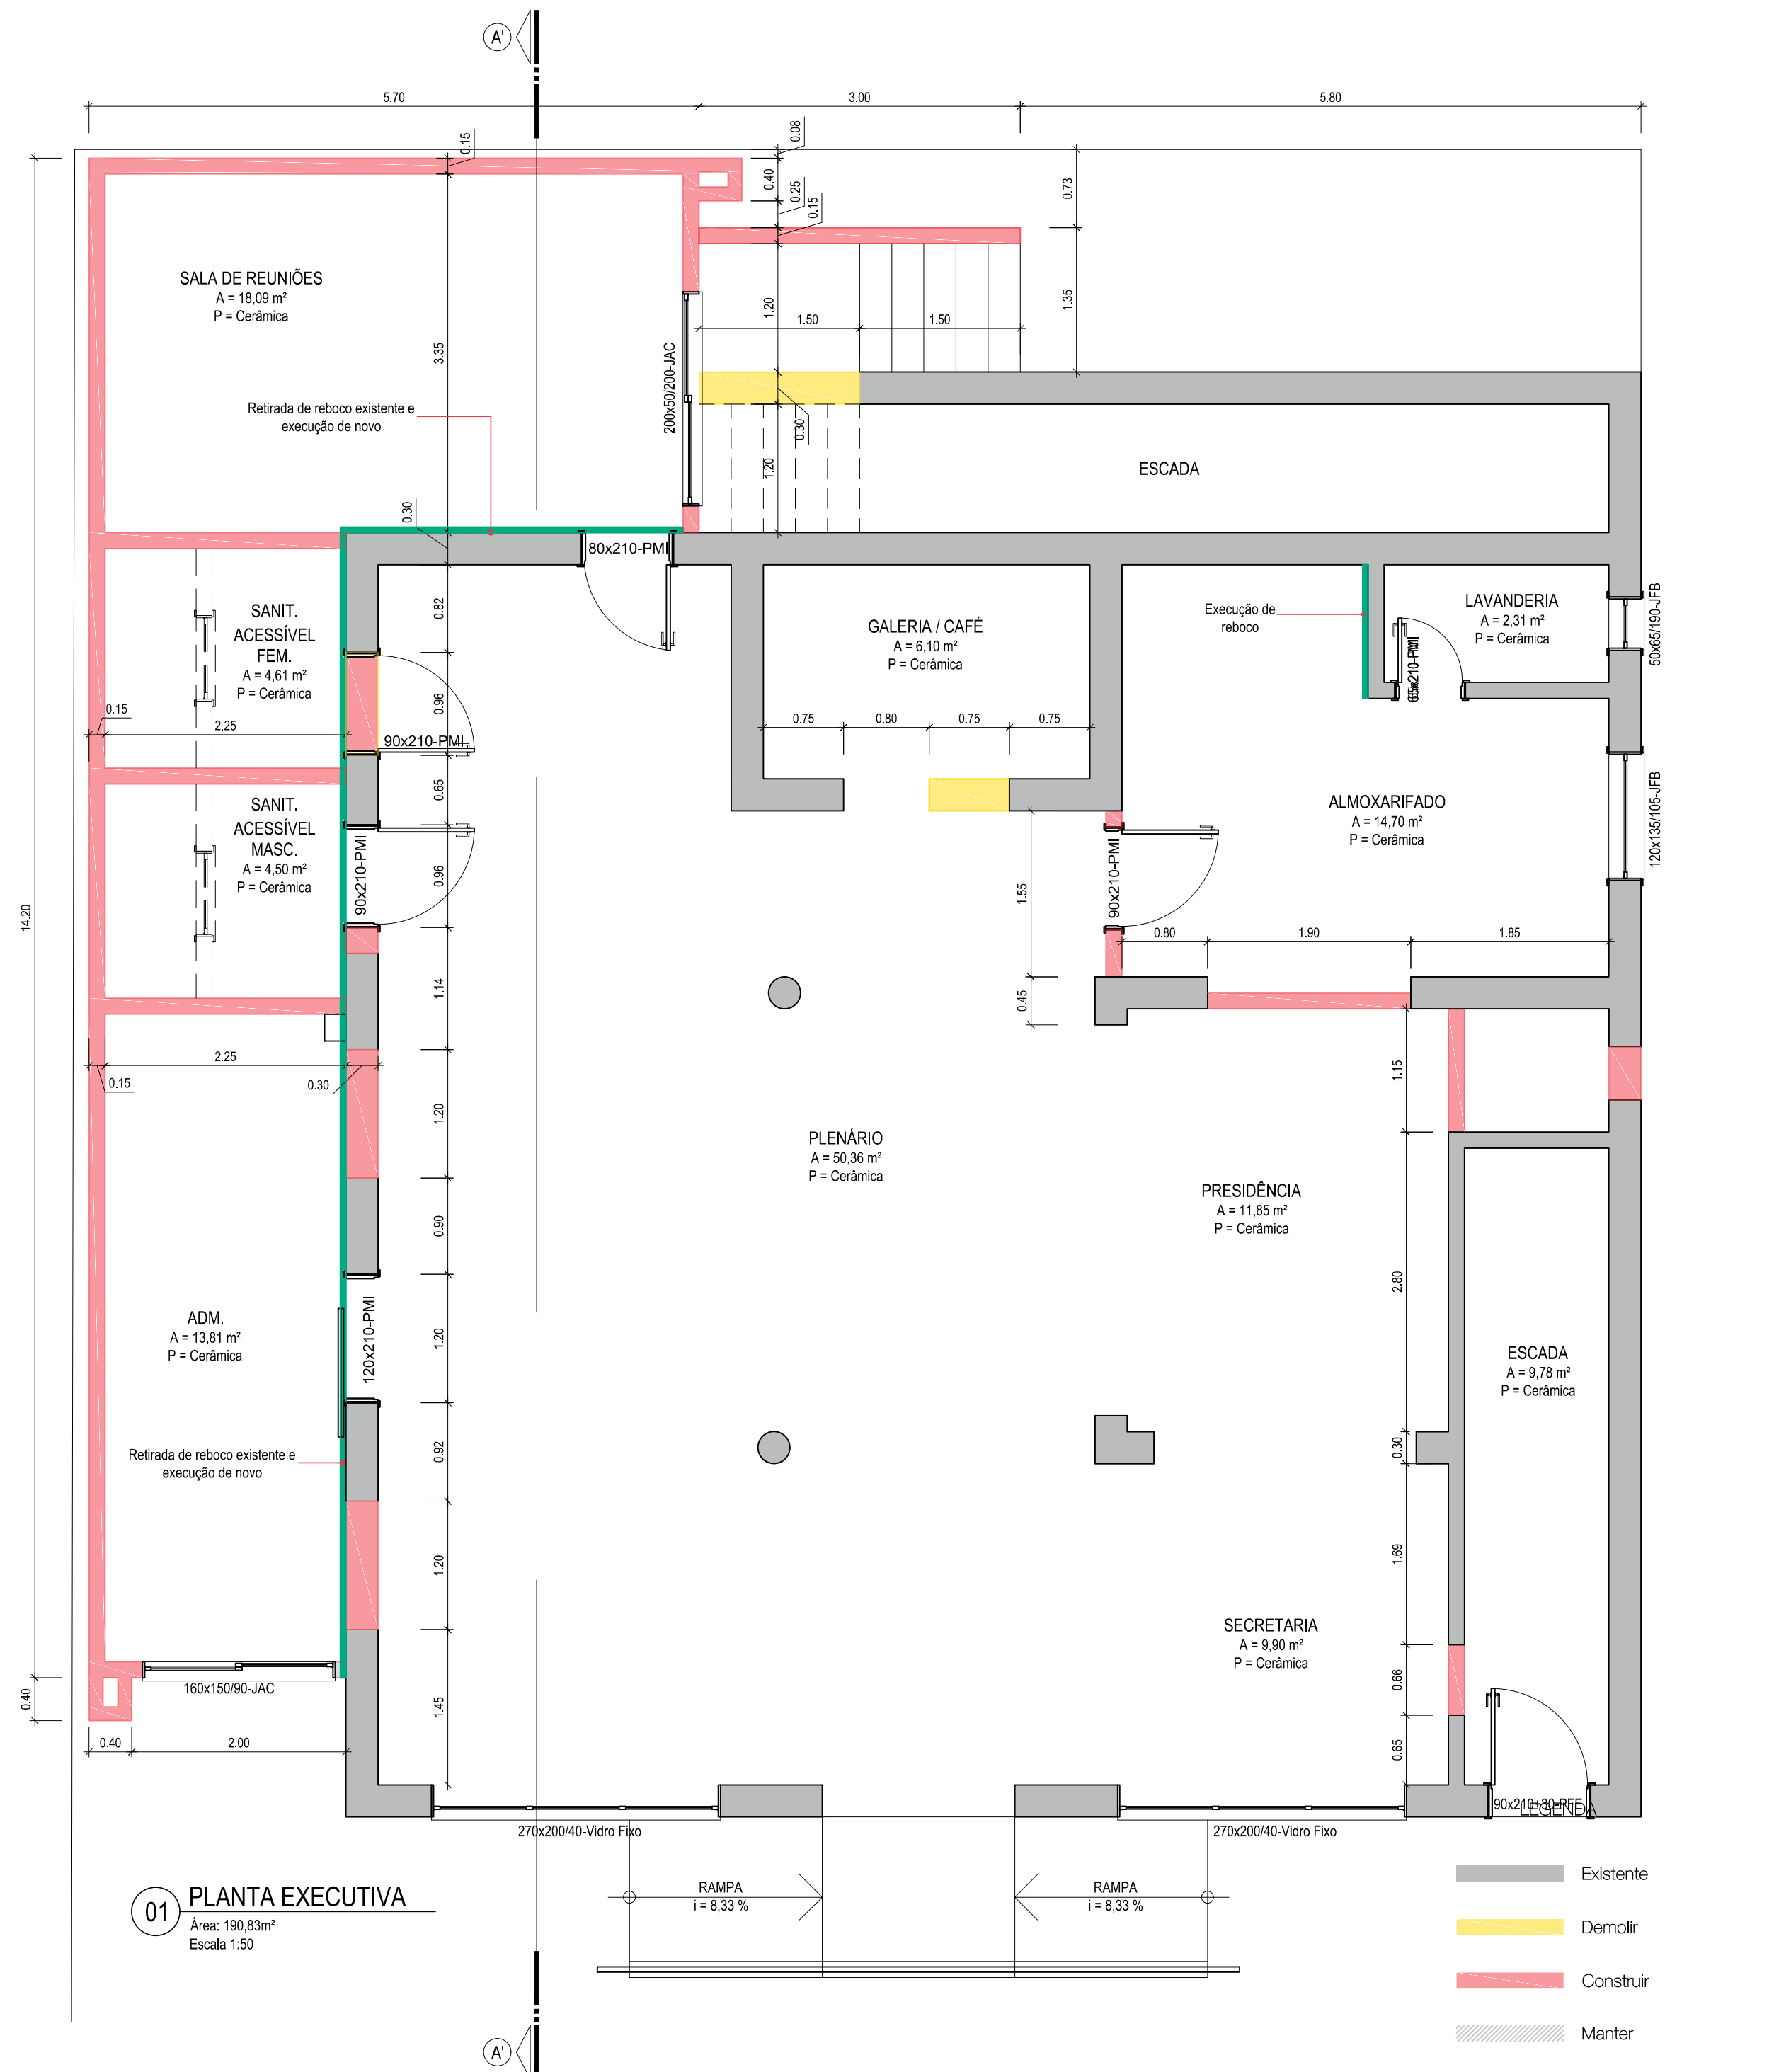 A'
5.70
3.00
5.80
0.15
0.08
0.40
0.25
0.15
0.73
SALA DE REUNIÕES
A = 18,09 m²
P = Cerâmica
3.35
1.20
1.50
1.50
1.35
200x50/200-JAC
Retirada de reboco existente e
execução de novo
0.30
1.20
ESCADA
0.30
80x210-PMI
SANIT.
ACESSÍVEL
FEM.
A = 4,61 m²
P = Cerâmica
0.82
GALERIA / CAFÉ
A = 6,10 m²
P = Cerâmica
Execução de
reboco
LAVANDERIA
A = 2,31 m²
P = Cerâmica
50x65/190-JFB
0.15
2.25
0.96
90x210-PMI
0.75
0.80
0.75
0.75
0.65
SANIT.
ACESSÍVEL
MASC.
A = 4,50 m²
P = Cerâmica
90x210-PMI
0.96
ALMOXARIFADO
A = 14,70 m²
P = Cerâmica
120x135/105-JFB
14.20
1.55
90x210-PMI
0.80
1.90
1.85
1.14
0.45
2.25
0.15
0.30
1.20
1.15
PLENÁRIO
A = 50,36 m²
P = Cerâmica
0.90
PRESIDÊNCIA
A = 11,85 m²
P = Cerâmica
2.80
ADM.
A = 13,81 m²
P = Cerâmica
120x210-PMI
1.20
ESCADA
A = 9,78 m²
P = Cerâmica
Retirada de reboco existente e
execução de novo
0.92
0.30
1.20
1.69
SECRETARIA
A = 9,90 m²
P = Cerâmica
160x150/90-JAC
0.40
1.45
0.66
0.40
2.00
0.65
270x200/40-Vidro Fixo
270x200/40-Vidro Fixo
LEGENDA
RAMPA
i = 8,33 %
RAMPA
i = 8,33 %
01
PLANTA EXECUTIVA
Área: 190,83m²
Escala 1:50
Existente
Demolir
Construir
Manter
A'